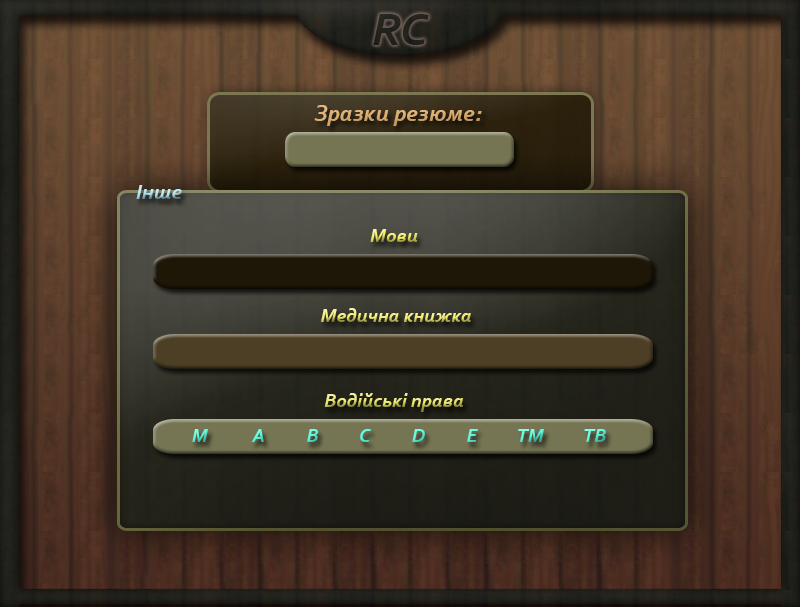 RC
Зразки резюме:
Інше
Мови
Медична книжка
Водійські права
M A B C D E TM TB